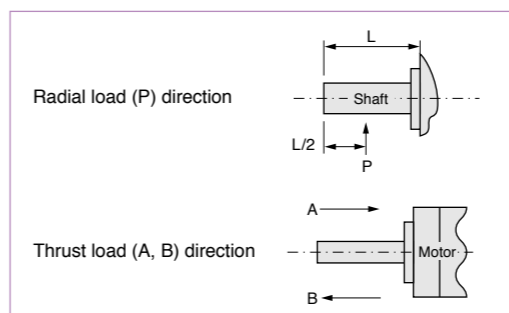 L
Radial load (P) direction
Shaft
L/2
P
A
Thrust load (A, B) direction
Motor
B